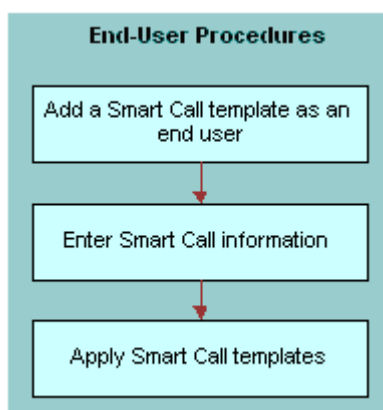 End-User Procedures
Add a Smart Call template as an
end user
Enter Smart Call information
Apply Smart Call templates